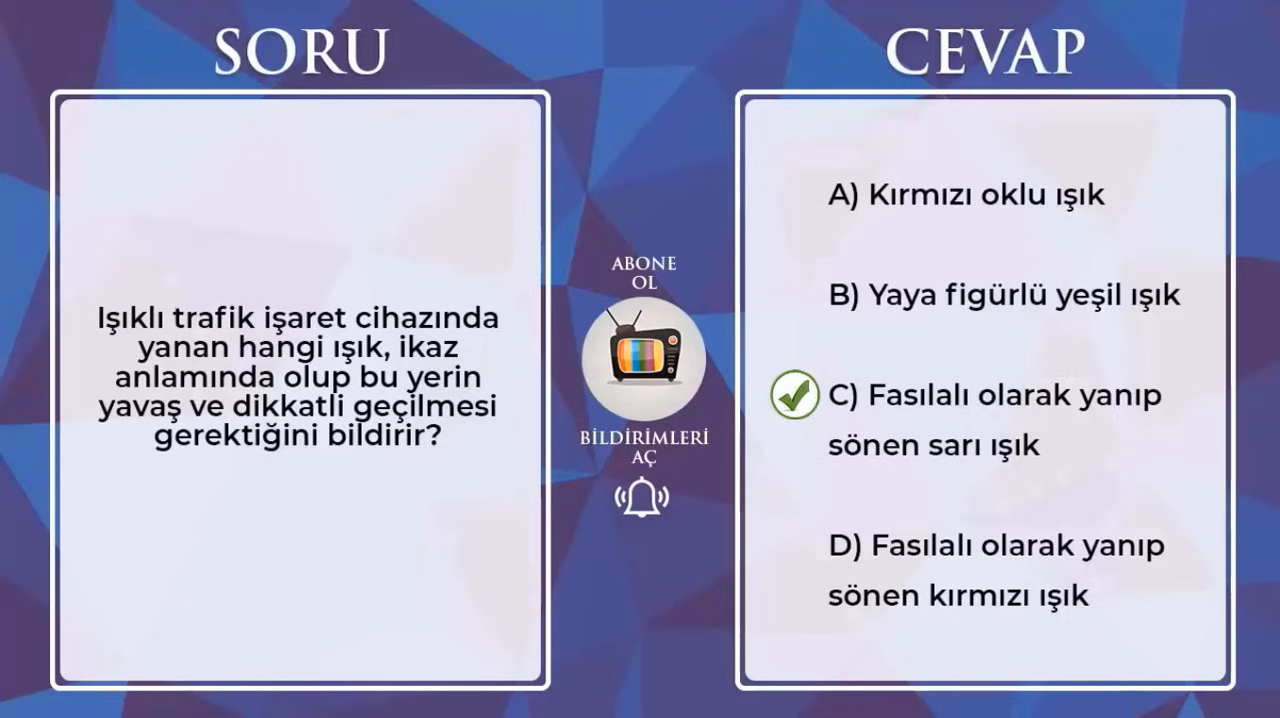 SORU
Işıklı trafik işaret cihazında
yanan hangi ışık, ikaz
anlamında olup bu yerin
yavaş ve dikkatli geçilmesi
gerektiğini bildirir?
ABONE
OL
BİLDİRİMLERİ
AÇ
CEVAP
A) Kırmızı oklu ışık
B) Yaya figürlü yeşil ışık
C) Fasılalı olarak yanıp
sönen sarı ışık
D) Fasılalı olarak yanıp
sönen kırmızı ışık